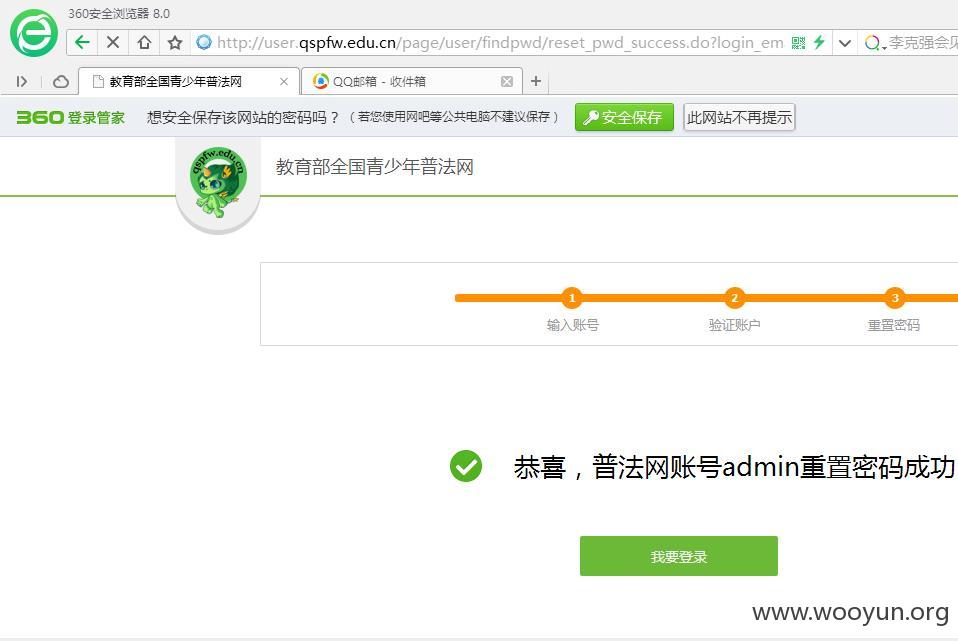 360安全浏览器 8.0
http://user.qspfw.edu.cn/page/user/findpwd/reset_pwd_success.do?login_em
李克强会见
教育部全国青少年普法网
QQ邮箱 - 收件箱
360 登录管家
想安全保存该网站的密码吗？（若您使用网吧等公共电脑不建议保存）
安全保存
此网站不再提示
qspfw.edu.cn
教育部全国青少年普法网
1
2
3
输入账号
验证账户
重置密码
恭喜，普法网账号admin重置密码成功
我要登录
www.wooyun.org